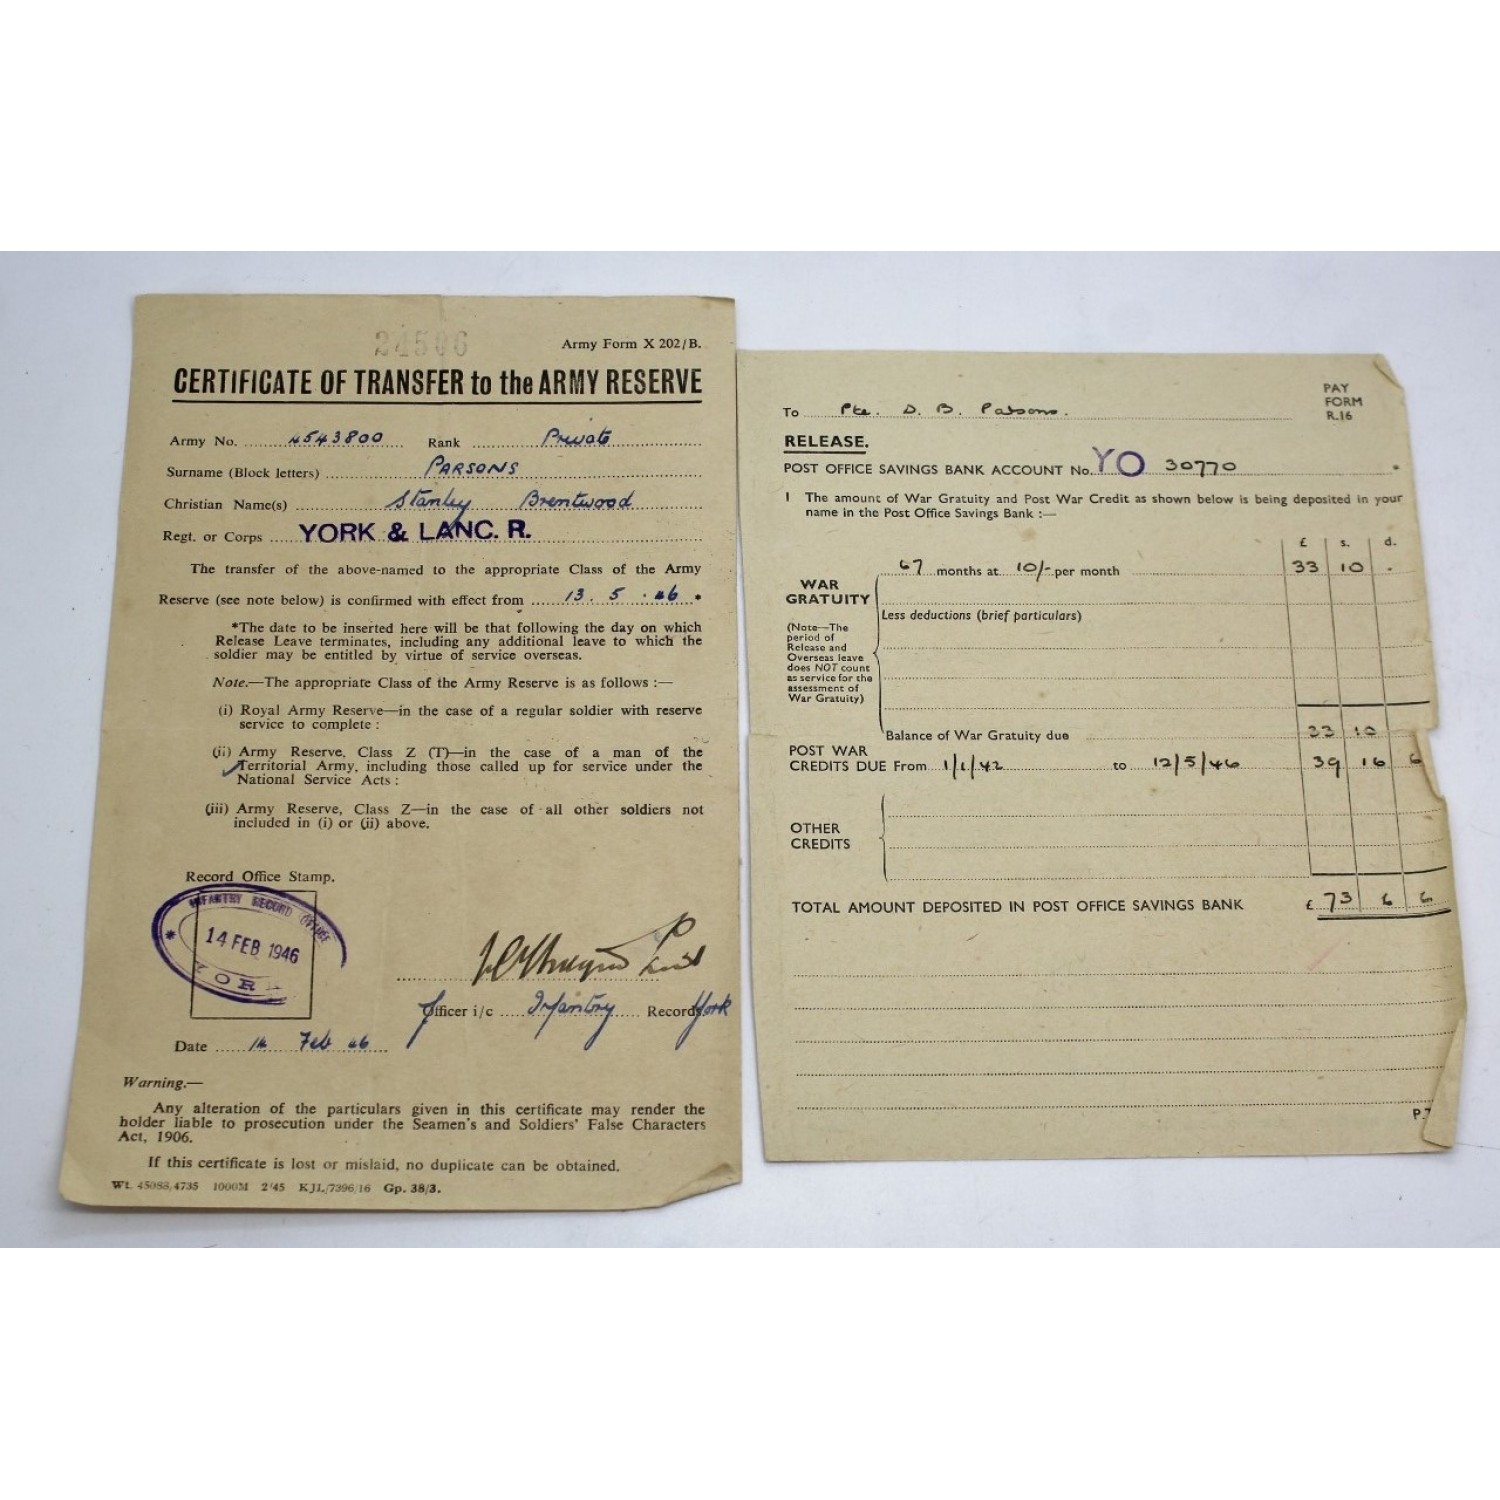 24506
Army Form X 202/B.
CERTIFICATE OF TRANSFER to the ARMY RESERVE
Army No. 4543800 Rank Private
Surname (Block letters) PARSONS
Christian Name(s) Stanley Brentwood
Regt. or Corps YORK & LANC. R.
The transfer of the above-named to the appropriate Class of the Army
Reserve (see note below) is confirmed with effect from 13. 5. 46 *
*The date to be inserted here will be that following the day on which
Release Leave terminates, including any additional leave to which the
soldier may be entitled by virtue of service overseas.
Note.—The appropriate Class of the Army Reserve is as follows :—
(i) Royal Army Reserve—in the case of a regular soldier with reserve
service to complete :
(ii) Army Reserve, Class Z (T)—in the case of a man of the
Territorial Army, including those called up for service under the
National Service Acts :
(iii) Army Reserve, Class Z—in the case of all other soldiers not
included in (i) or (ii) above.
Record Office Stamp.
INFANTRY RECORD OFFICE
14 FEB 1946
* YORK
Officer i/c Infantry Records York
Date 14 Feb 46
Warning.—
Any alteration of the particulars given in this certificate may render the
holder liable to prosecution under the Seamen's and Soldiers' False Characters
Act, 1906.
If this certificate is lost or mislaid, no duplicate can be obtained.
Wt. 45088/4735 1000M 2/45 KJL/7396/16 Gp. 38/3.
PAY
FORM
R.16
To Pte. S. B. Parsons.
RELEASE.
POST OFFICE SAVINGS BANK ACCOUNT No. YO 30770
1 The amount of War Gratuity and Post War Credit as shown below is being deposited in your
name in the Post Office Savings Bank :—
£ s. d.
WAR GRATUITY 67 months at 10/- per month 33 10 -
Less deductions (brief particulars)
(Note—The
period of
Release and
Overseas leave
does NOT count
as service for the
assessment of
War Gratuity)
Balance of War Gratuity due 33 10
POST WAR
CREDITS DUE From 1/1/42 to 12/5/46 39 16 6
OTHER
CREDITS
TOTAL AMOUNT DEPOSITED IN POST OFFICE SAVINGS BANK £ 73 6 6